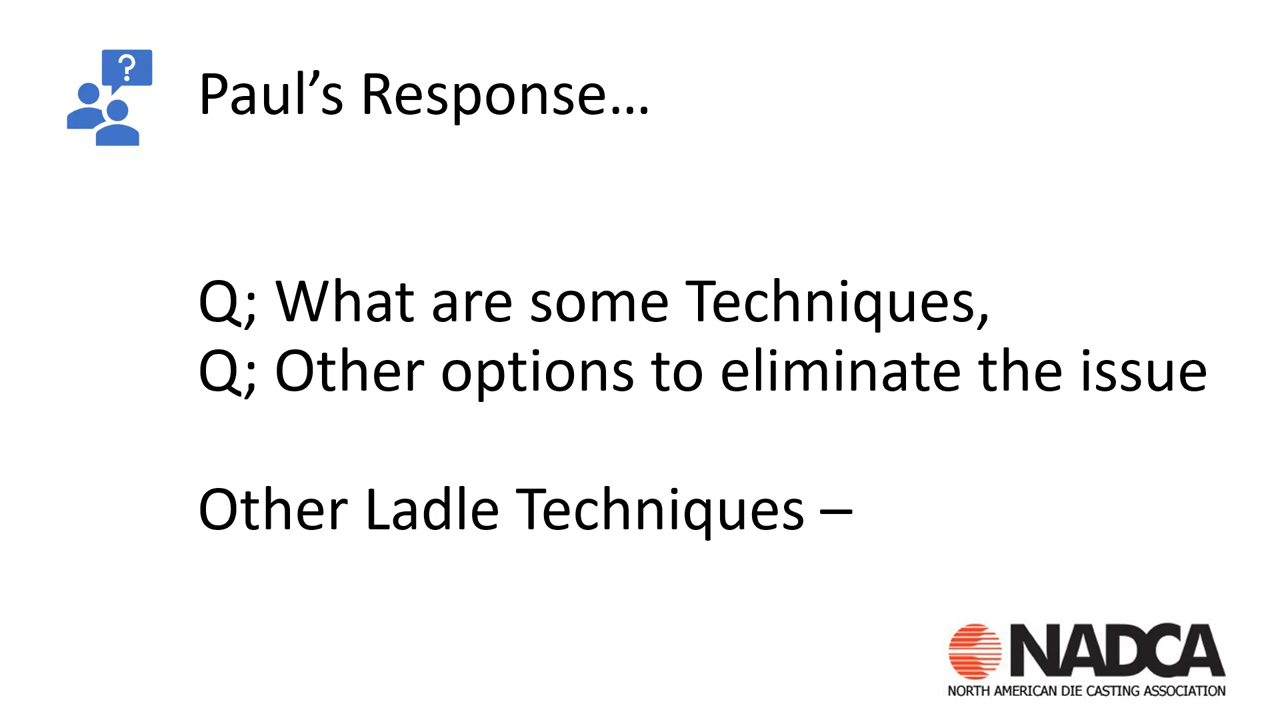 ?
Paul’s Response…
Q; What are some Techniques,
Q; Other options to eliminate the issue
Other Ladle Techniques –
NADCA
NORTH AMERICAN DIE CASTING ASSOCIATION